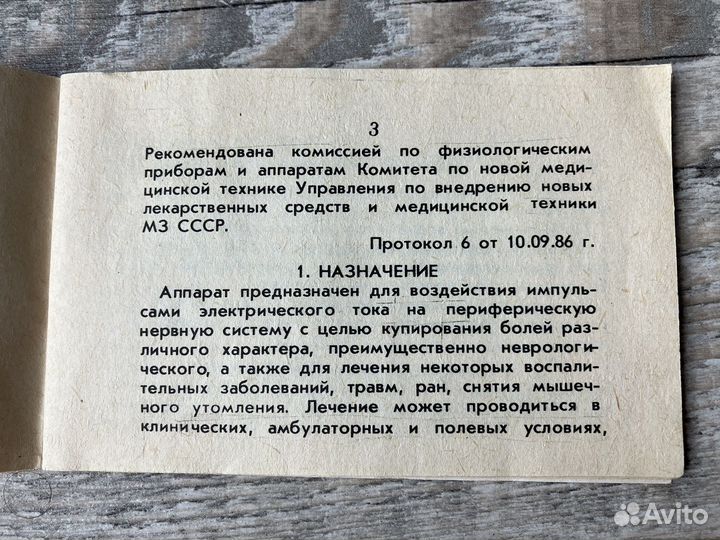 3
Рекомендована комиссией по физиологическим
приборам и аппаратам Комитета по новой меди-
цинской технике Управления по внедрению новых
лекарственных средств и медицинской техники
МЗ СССР.
Протокол 6 от 10.09.86 г.
1. НАЗНАЧЕНИЕ
Аппарат предназначен для воздействия импуль-
сами электрического тока на периферическую
нервную систему с целью купирования болей раз-
личного характера, преимущественно неврологи-
ческого, а также для лечения некоторых воспали-
тельных заболеваний, травм, ран, снятия мышеч-
ного утомления. Лечение может проводиться в
клинических, амбулаторных и полевых условиях,
Avito